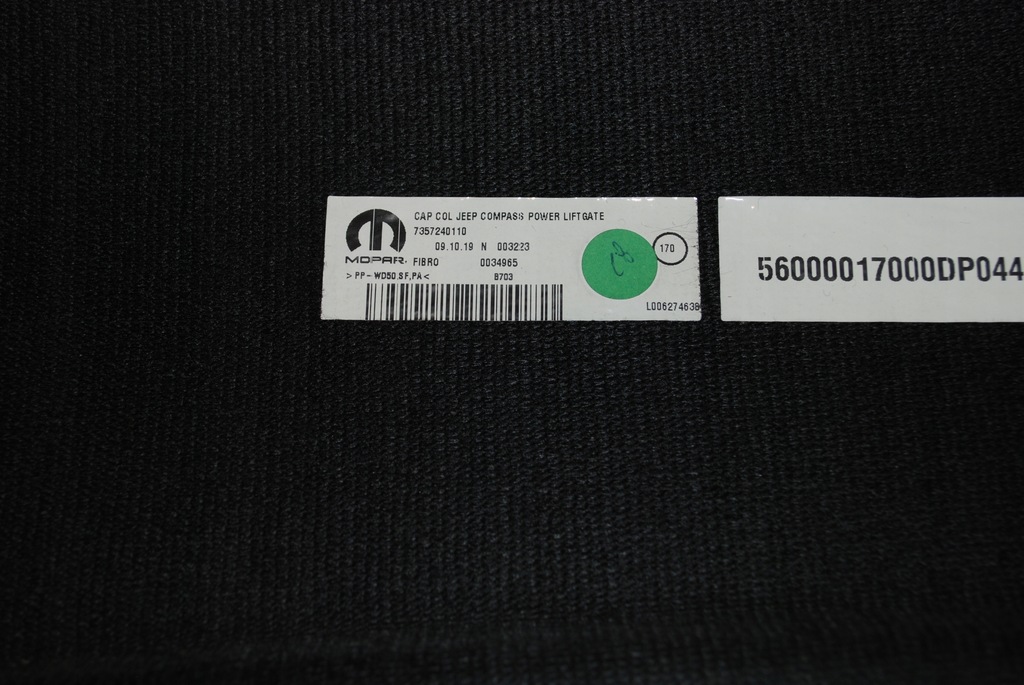 CAP COL JEEP COMPASS POWER LIFTGATE
7357240110
09.10.19 N 003223
MOPAR. FIBRO 0034965
>PP-WD50,SF,PA< B703
170
L00627463
56000017000DP044